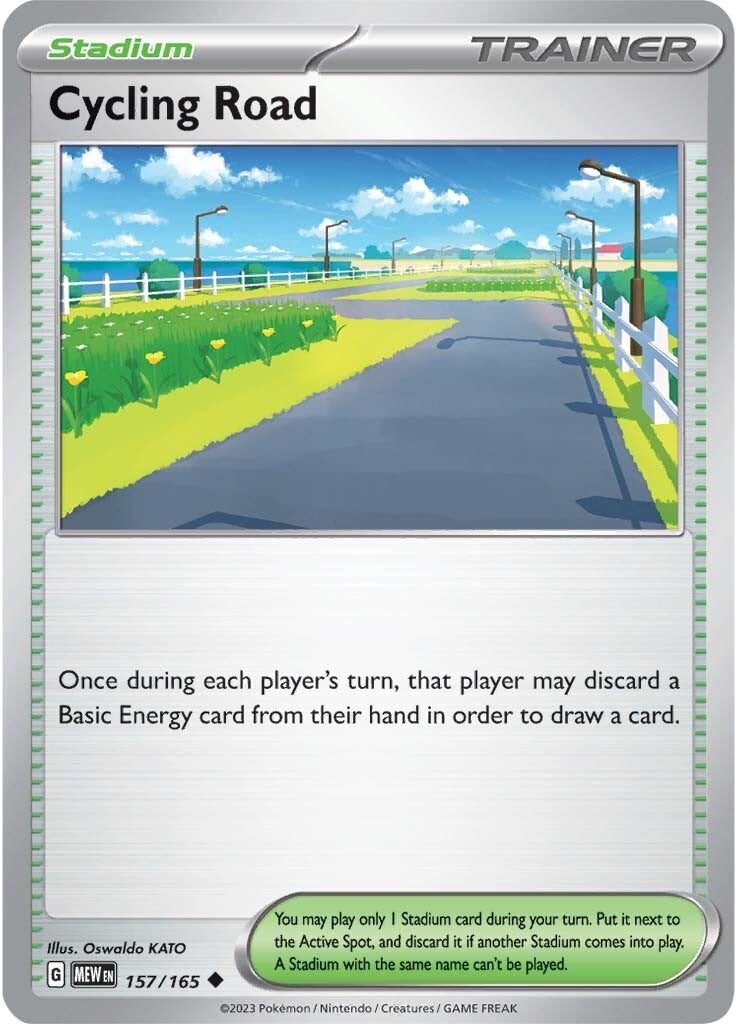 Stadium
TRAINER
Cycling Road
Once during each player's turn, that player may discard a
Basic Energy card from their hand in order to draw a card.
You may play only 1 Stadium card during your turn. Put it next to
the Active Spot, and discard it if another Stadium comes into play.
A Stadium with the same name can't be played.
Illus. Oswaldo KATO
G MEW EN 157/165 ◆
©2023 Pokémon / Nintendo / Creatures / GAME FREAK